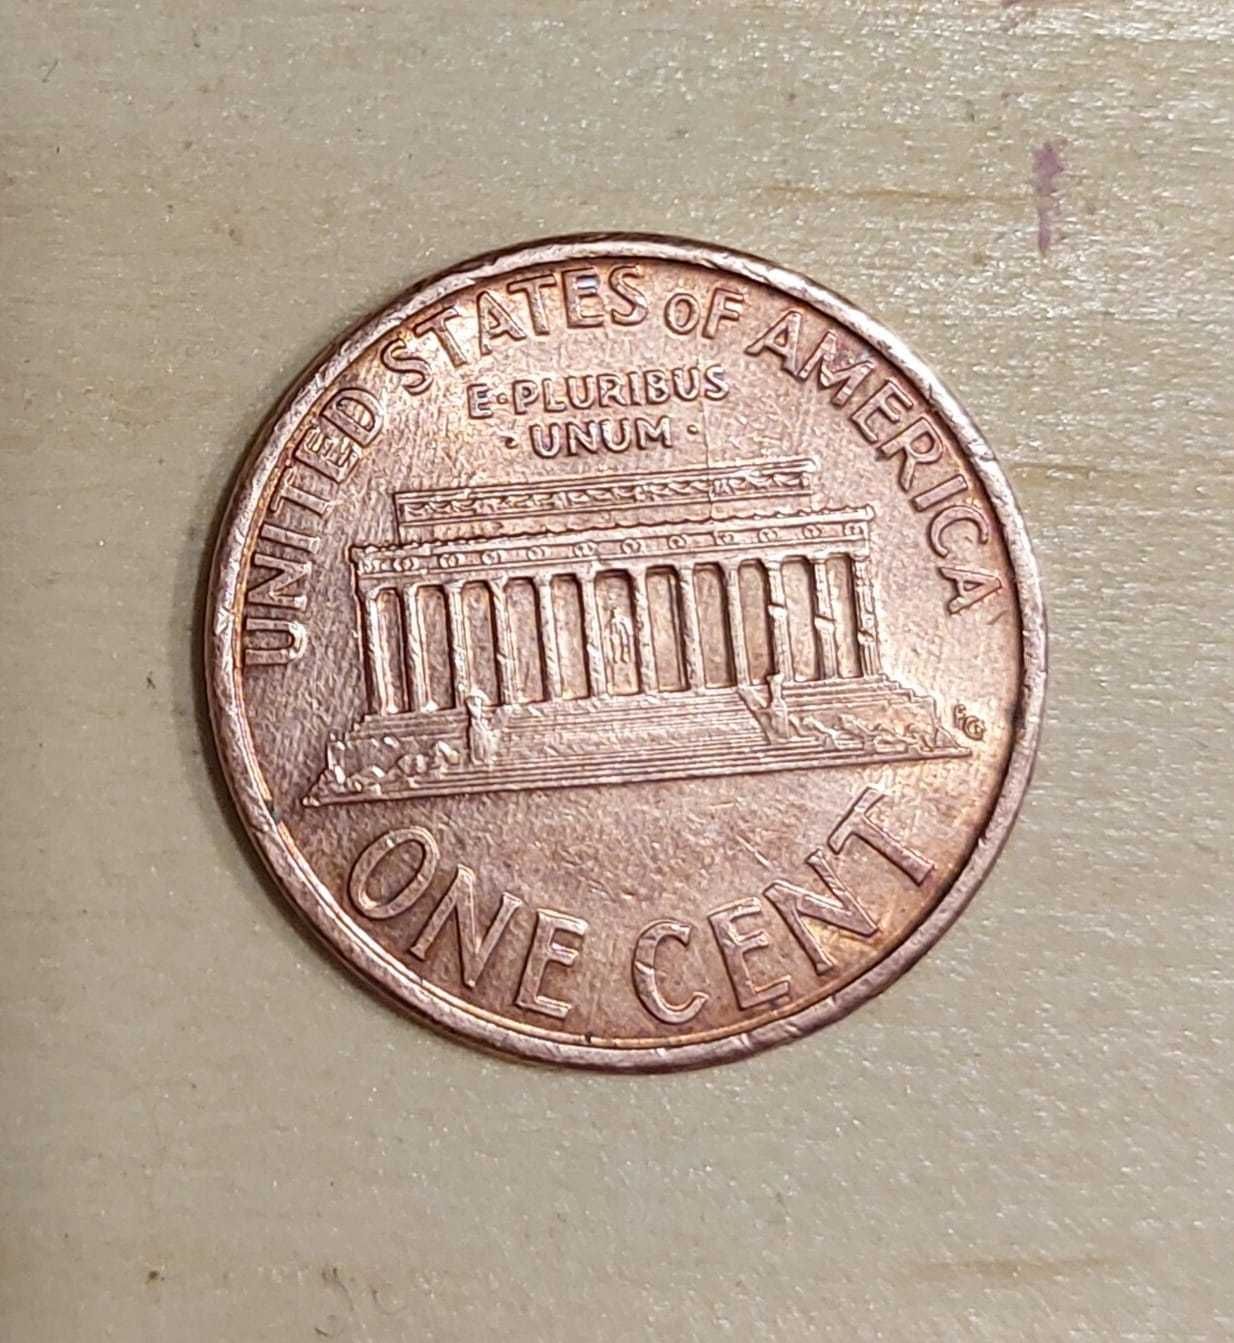 UNITED STATES OF AMERICA
E·PLURIBUS
·UNUM·
FG
ONE CENT